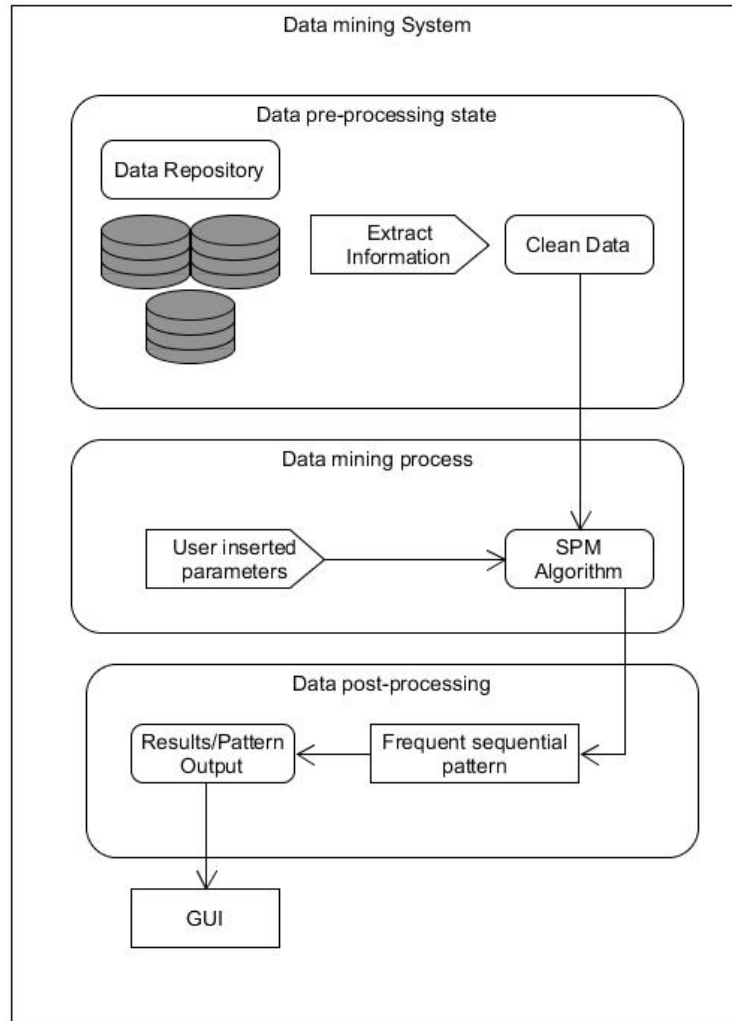 Data mining System
Data pre-processing state
Data Repository
Extract
Information
Clean Data
Data mining process
User inserted
parameters
SPM
Algorithm
Data post-processing
Results/Pattern
Output
Frequent sequential
pattern
GUI